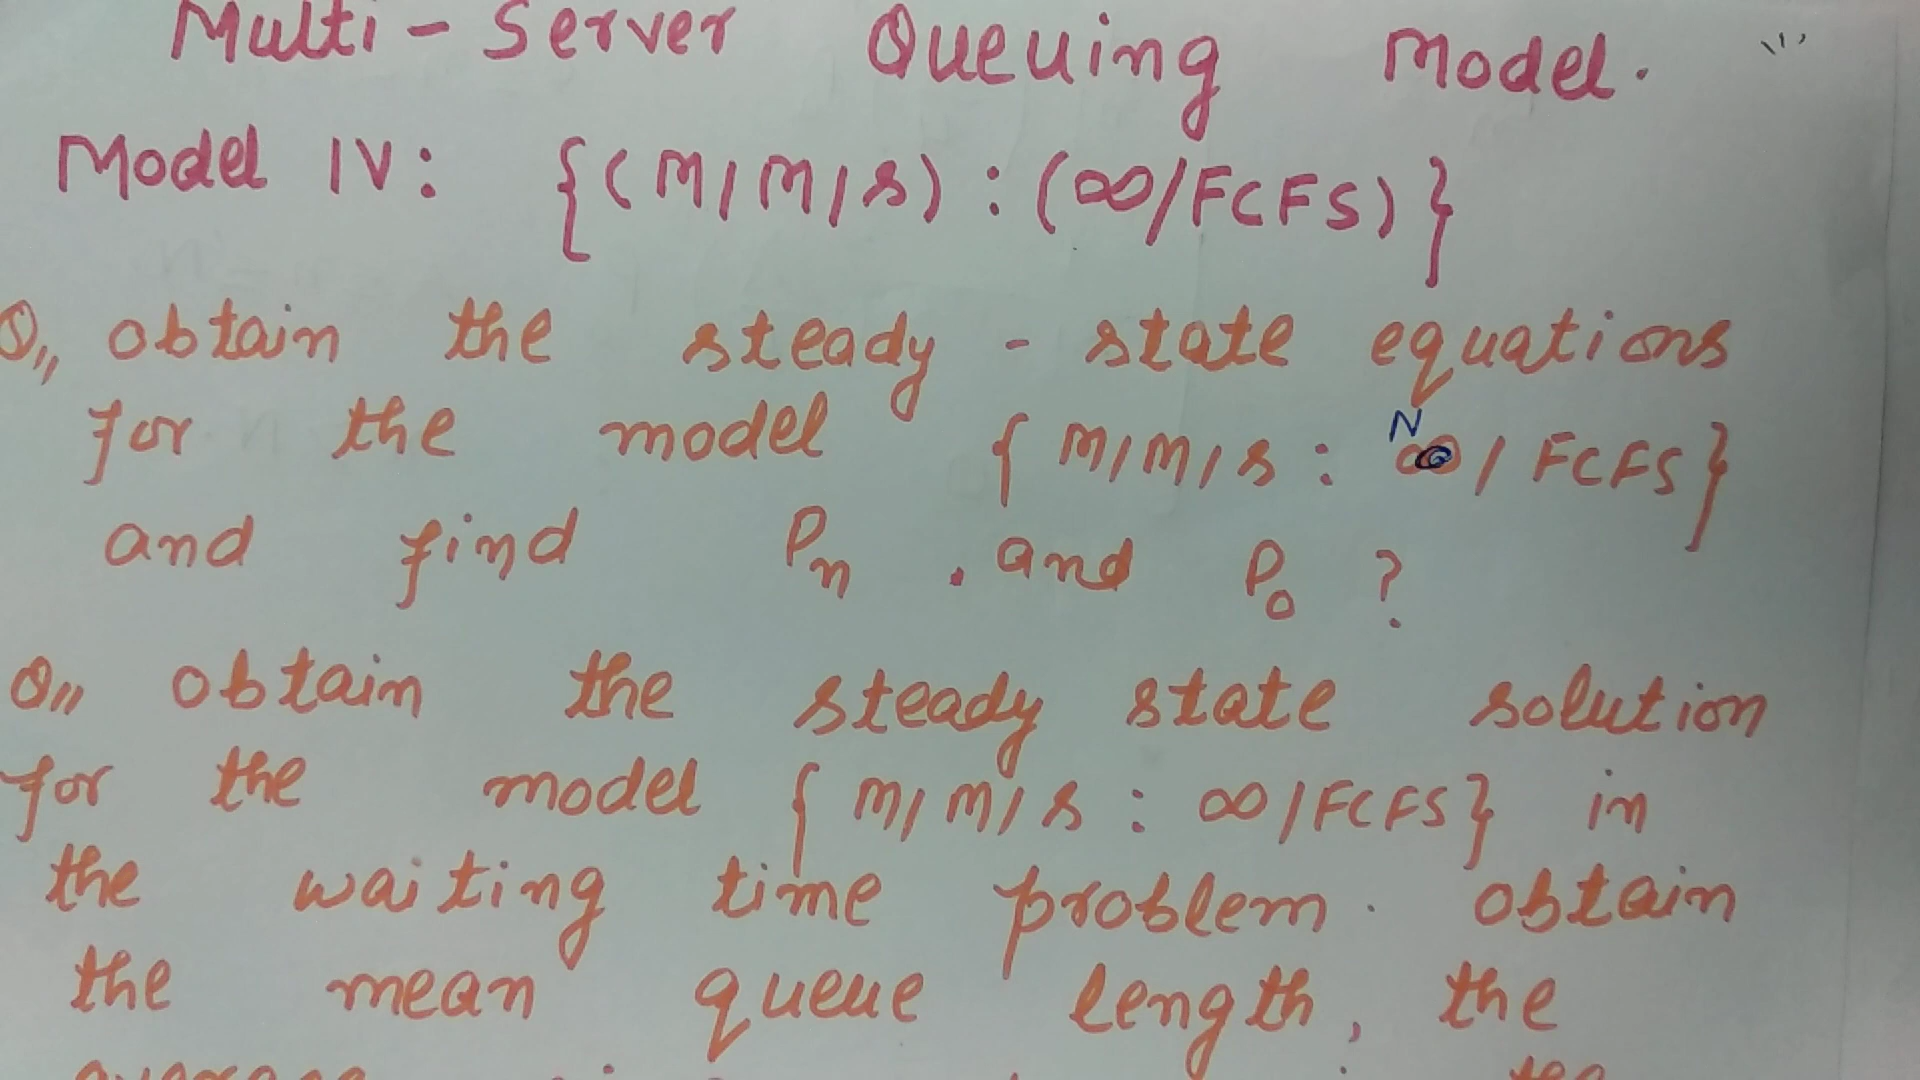 Multi - Server Queuing Model.
Model IV: {(M/M/s) : (∞/FCFS)}
Q,, obtain the steady - state equations
for the model { M/M/s : N / FCFS}
and find Pn . and P0 ?
Q,, obtain the steady state solution
for the model { M/M/s : ∞/FCFS} in
the waiting time problem. obtain
the mean queue length, the